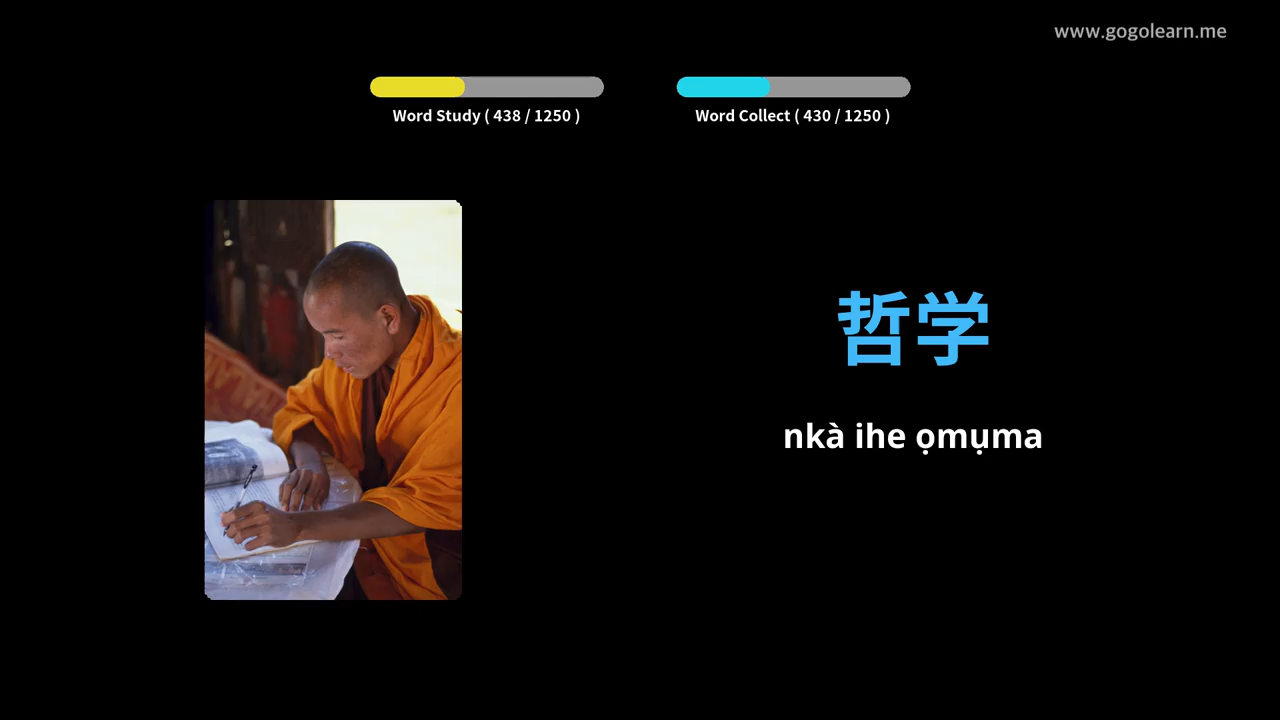 www.gogolearn.me
Word Study ( 438 / 1250 )
Word Collect ( 430 / 1250 )
哲学
nkà ihe ọmụma